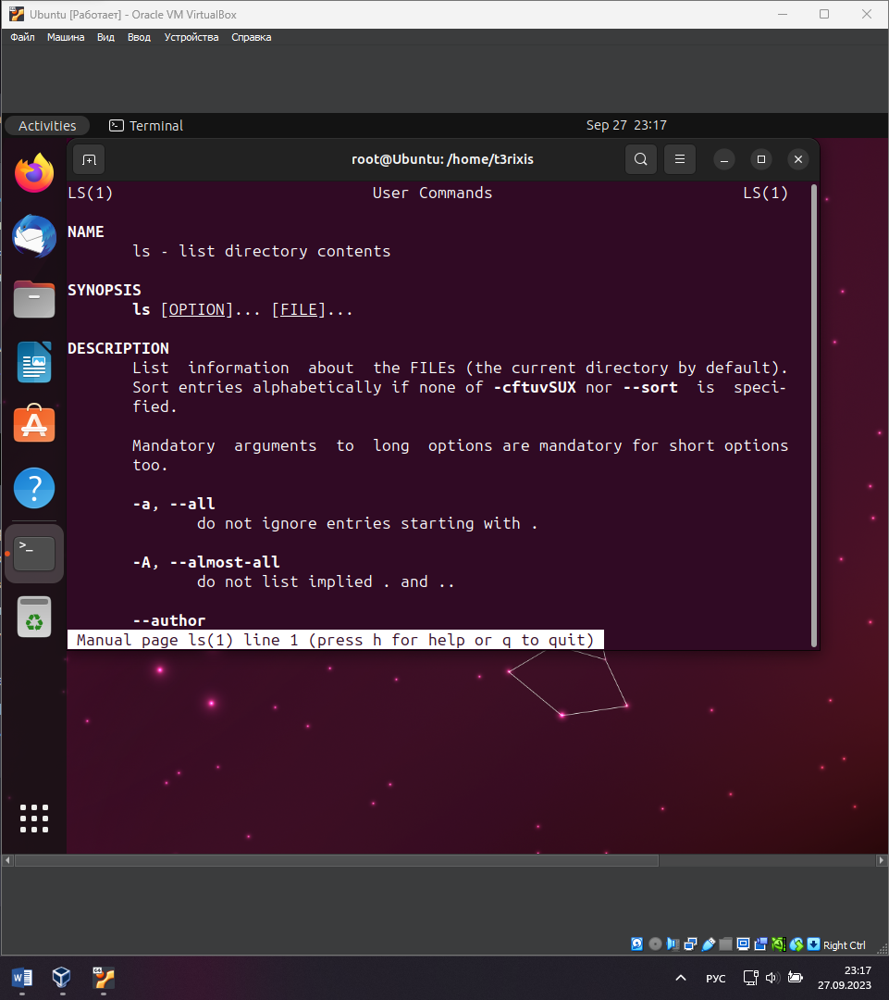 Ubuntu [Работает] - Oracle VM VirtualBox
Файл Машина Вид Ввод Устройства Справка
Activities Terminal Sep 27 23:17
root@Ubuntu: /home/t3rixis
LS(1) User Commands LS(1)
NAME
ls - list directory contents
SYNOPSIS
ls [OPTION]... [FILE]...
DESCRIPTION
List information about the FILEs (the current directory by default).
Sort entries alphabetically if none of -cftuvSUX nor --sort is speci-
fied.
Mandatory arguments to long options are mandatory for short options
too.
-a, --all
do not ignore entries starting with .
-A, --almost-all
do not list implied . and ..
--author
Manual page ls(1) line 1 (press h for help or q to quit)
Right Ctrl
РУС
23:17
27.09.2023